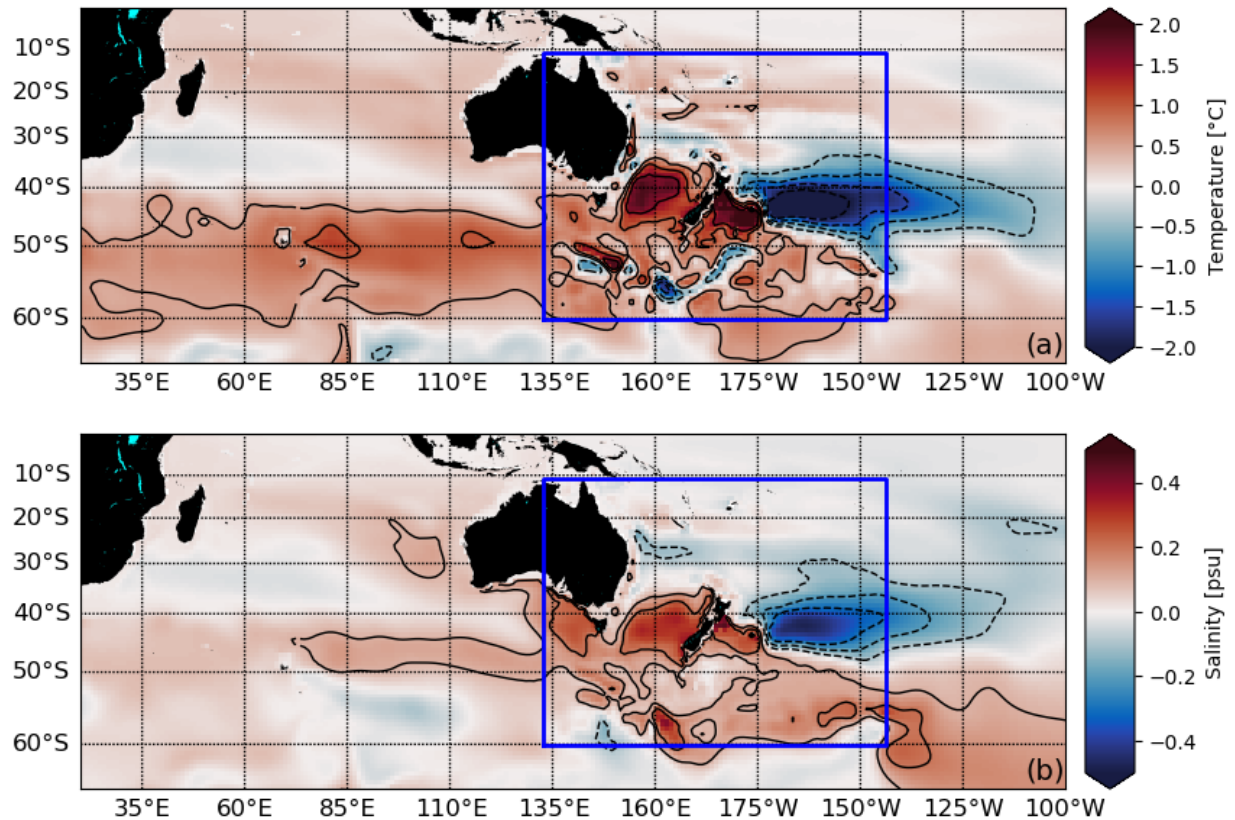 10°S
20°S
30°S
40°S
50°S
60°S
35°E 60°E 85°E 110°E 135°E 160°E 175°W 150°W 125°W 100°W
(a)
2.0
1.5
1.0
0.5
0.0
−0.5
−1.0
−1.5
−2.0
Temperature [°C]
10°S
20°S
30°S
40°S
50°S
60°S
35°E 60°E 85°E 110°E 135°E 160°E 175°W 150°W 125°W 100°W
(b)
0.4
0.2
0.0
−0.2
−0.4
Salinity [psu]